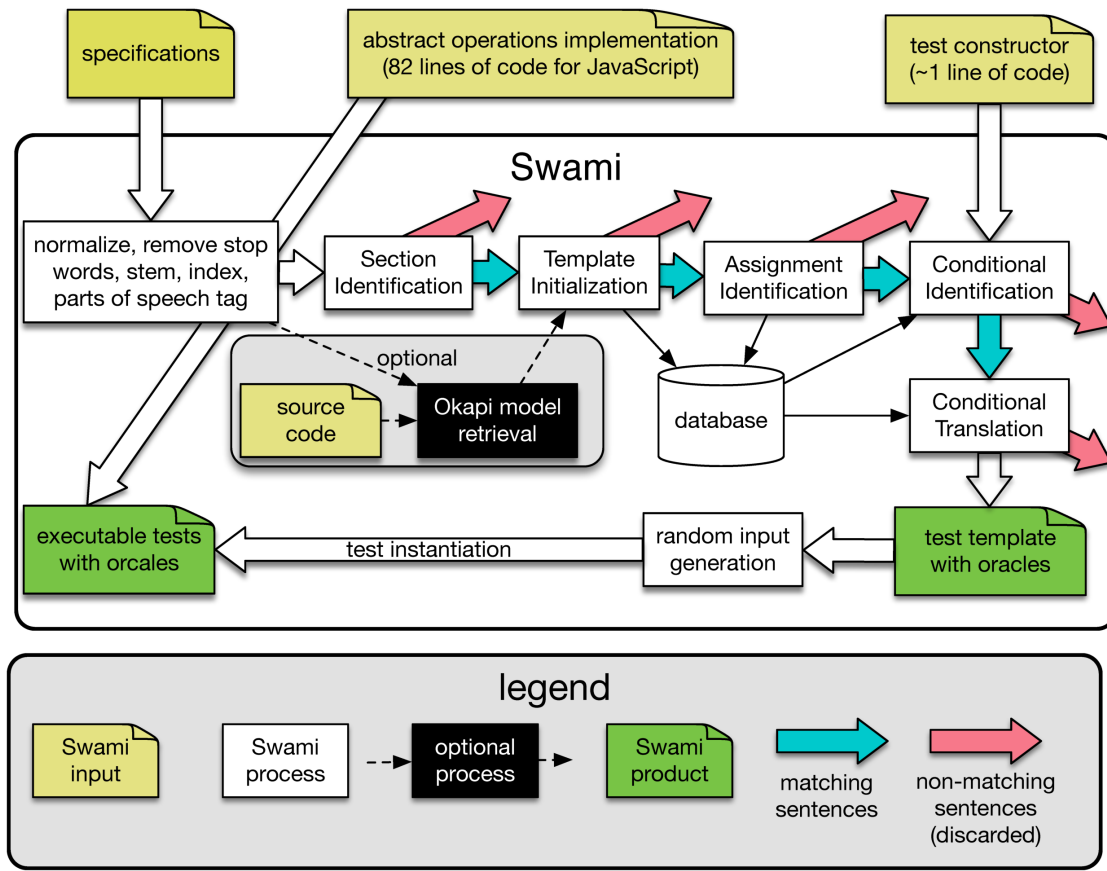 specifications
abstract operations implementation
(82 lines of code for JavaScript)
test constructor
(~1 line of code)
Swami
normalize, remove stop
words, stem, index,
parts of speech tag
Section
Identification
Template
Initialization
Assignment
Identification
Conditional
Identification
optional
source
code
Okapi model
retrieval
database
Conditional
Translation
executable tests
with orcales
test instantiation
random input
generation
test template
with oracles
legend
Swami
input
Swami
process
optional
process
Swami
product
matching
sentences
non-matching
sentences
(discarded)